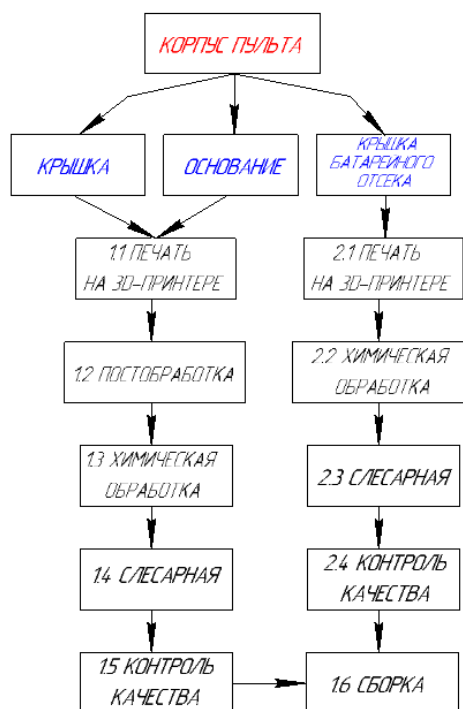 КОРПУС ПУЛЬТА
КРЫШКА
ОСНОВАНИЕ
КРЫШКА
БАТАРЕЙНОГО
ОТСЕКА
1.1 ПЕЧАТЬ
НА 3D-ПРИНТЕРЕ
2.1 ПЕЧАТЬ
НА 3D-ПРИНТЕРЕ
1.2 ПОСТОБРАБОТКА
2.2 ХИМИЧЕСКАЯ
ОБРАБОТКА
1.3 ХИМИЧЕСКАЯ
ОБРАБОТКА
2.3 СЛЕСАРНАЯ
1.4 СЛЕСАРНАЯ
2.4 КОНТРОЛЬ
КАЧЕСТВА
1.5 КОНТРОЛЬ
КАЧЕСТВА
1.6 СБОРКА